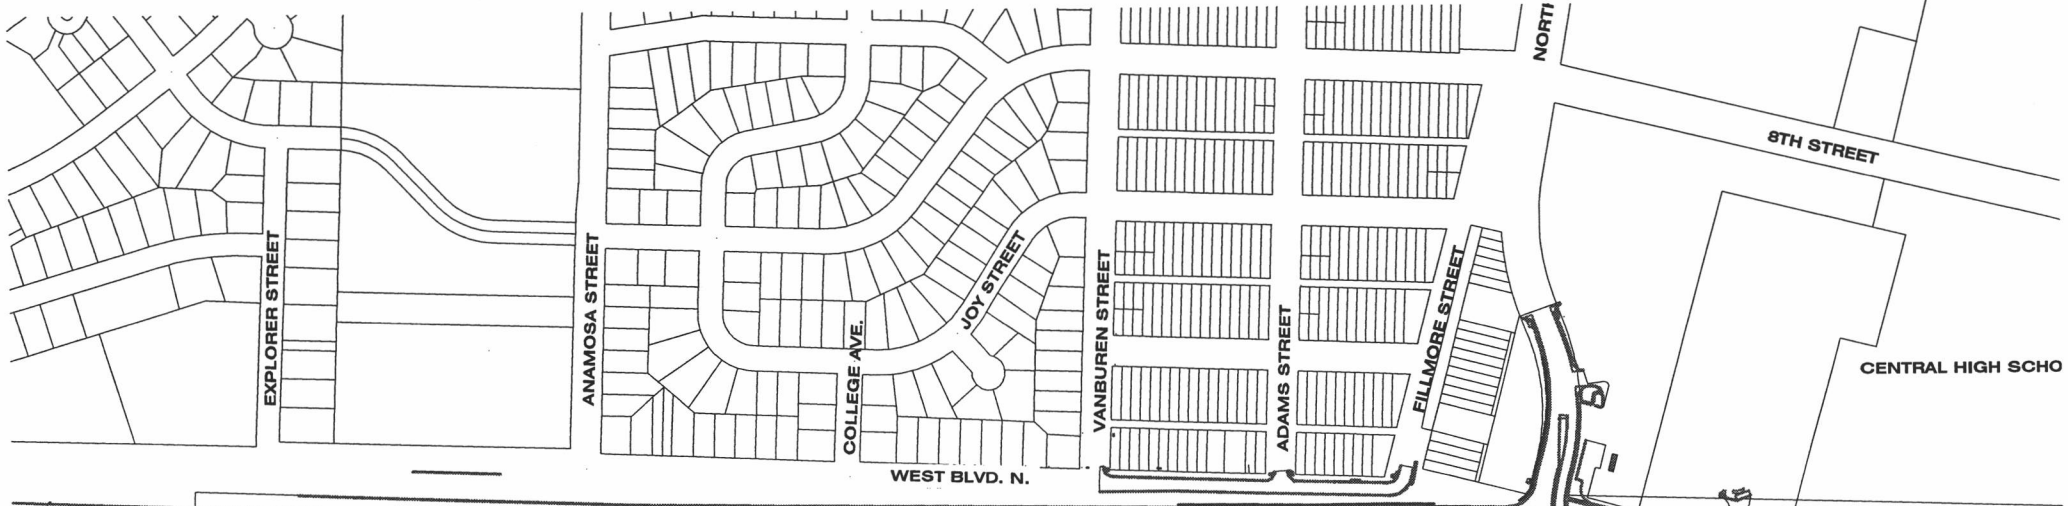 NORTH
8TH STREET
EXPLORER STREET
ANAMOSA STREET
COLLEGE AVE.
JOY STREET
VANBUREN STREET
ADAMS STREET
FILLMORE STREET
CENTRAL HIGH SCHO
WEST BLVD. N.